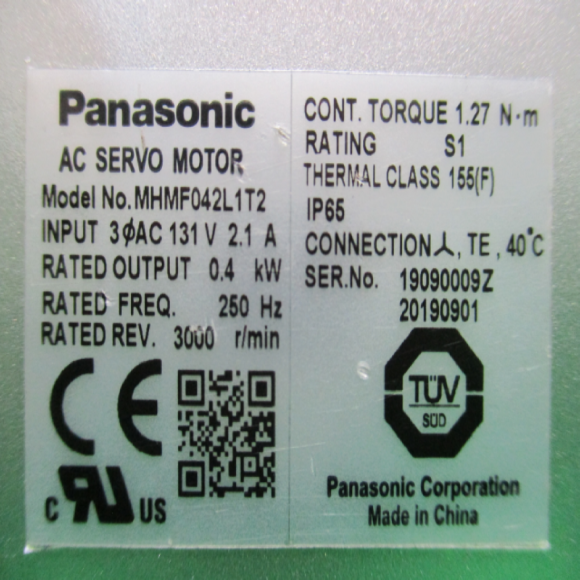 Panasonic
AC SERVO MOTOR
Model No.MHMF042L1T2
INPUT 3ϕAC 131 V 2.1 A
RATED OUTPUT 0.4 kW
RATED FREQ. 250 Hz
RATED REV. 3000 r/min
CE
C RU US
CONT. TORQUE 1.27 N·m
RATING S1
THERMAL CLASS 155(F)
IP65
CONNECTION⅄, TE , 40°C
SER.No. 19090009Z
20190901
TÜV
SÜD
Panasonic Corporation
Made in China